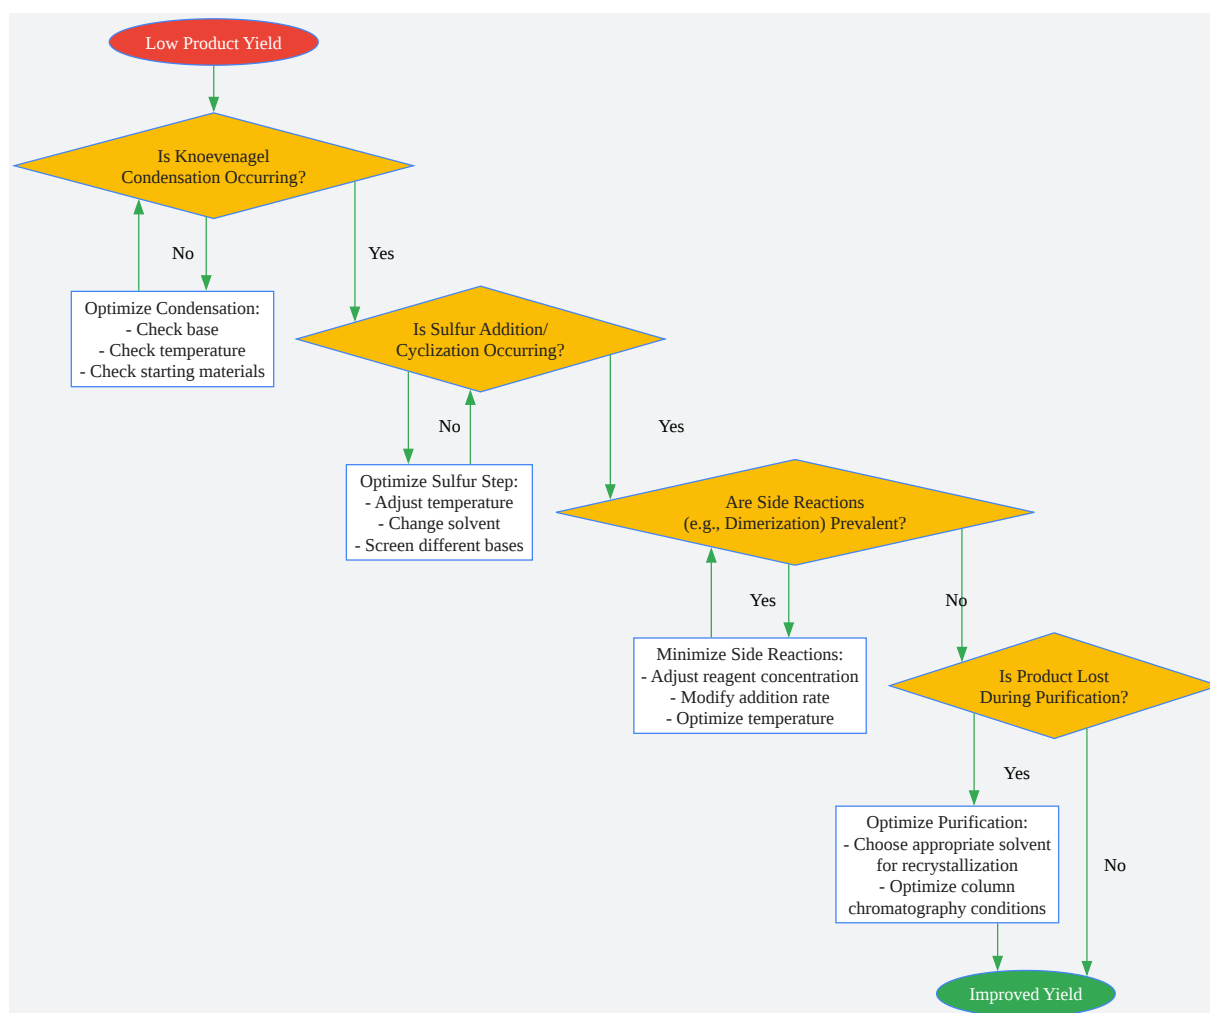 Low Product Yield
Is Knoevenagel
Condensation Occurring?
No
Yes
Optimize Condensation:
- Check base
- Check temperature
- Check starting materials
Is Sulfur Addition/
Cyclization Occurring?
No
Yes
Optimize Sulfur Step:
- Adjust temperature
- Change solvent
- Screen different bases
Are Side Reactions
(e.g., Dimerization) Prevalent?
Yes
No
Minimize Side Reactions:
- Adjust reagent concentration
- Modify addition rate
- Optimize temperature
Is Product Lost
During Purification?
Yes
No
Optimize Purification:
- Choose appropriate solvent
for recrystallization
- Optimize column
chromatography conditions
Improved Yield